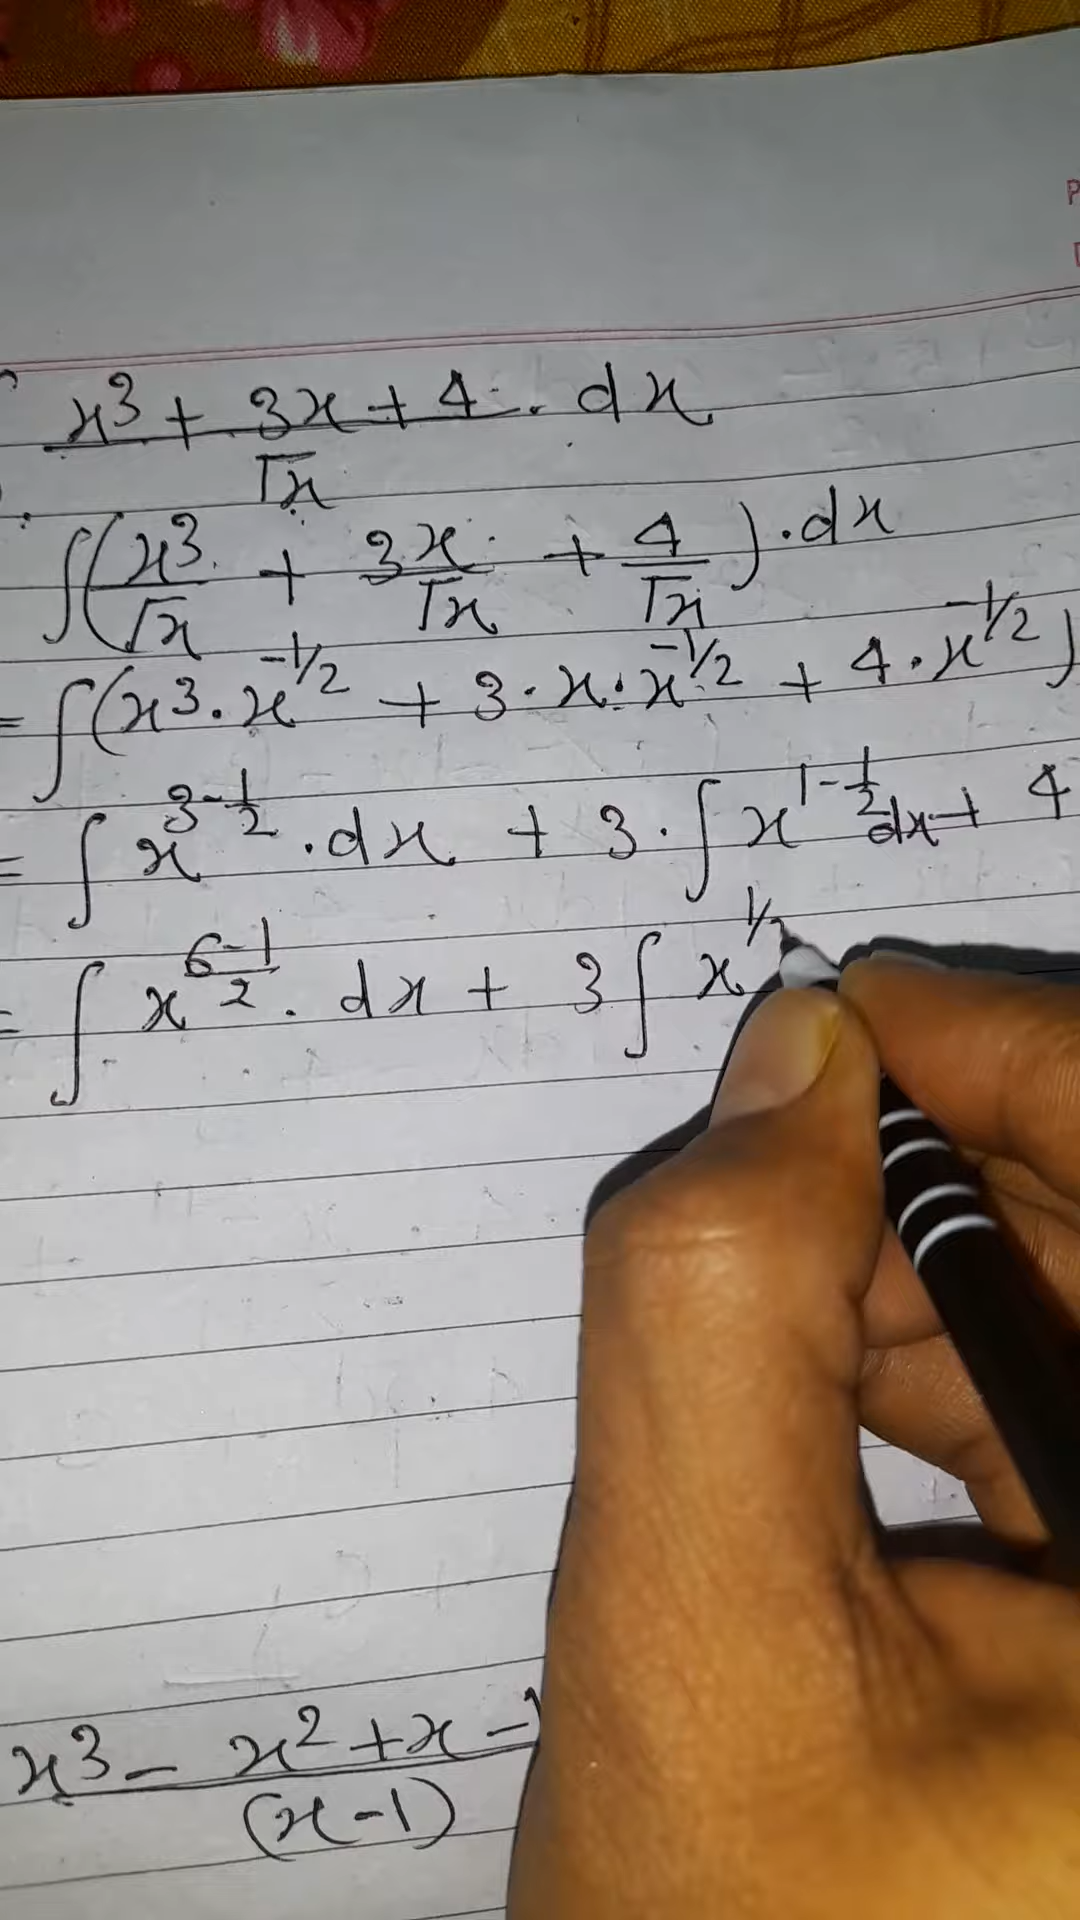 ∫ x³ + 3x + 4 . dx
√x
∫(x³/√x + 3x/√x + 4/√x).dx
= ∫(x³.x^-1/2 + 3.x.x^-1/2 + 4.x^-1/2)
= ∫ x^3-1/2 .dx + 3.∫ x^1-1/2 dx + 4
= ∫ x^6-1/2 . dx + 3∫ x^1/2
x³ - x² + x - 1
(x-1)